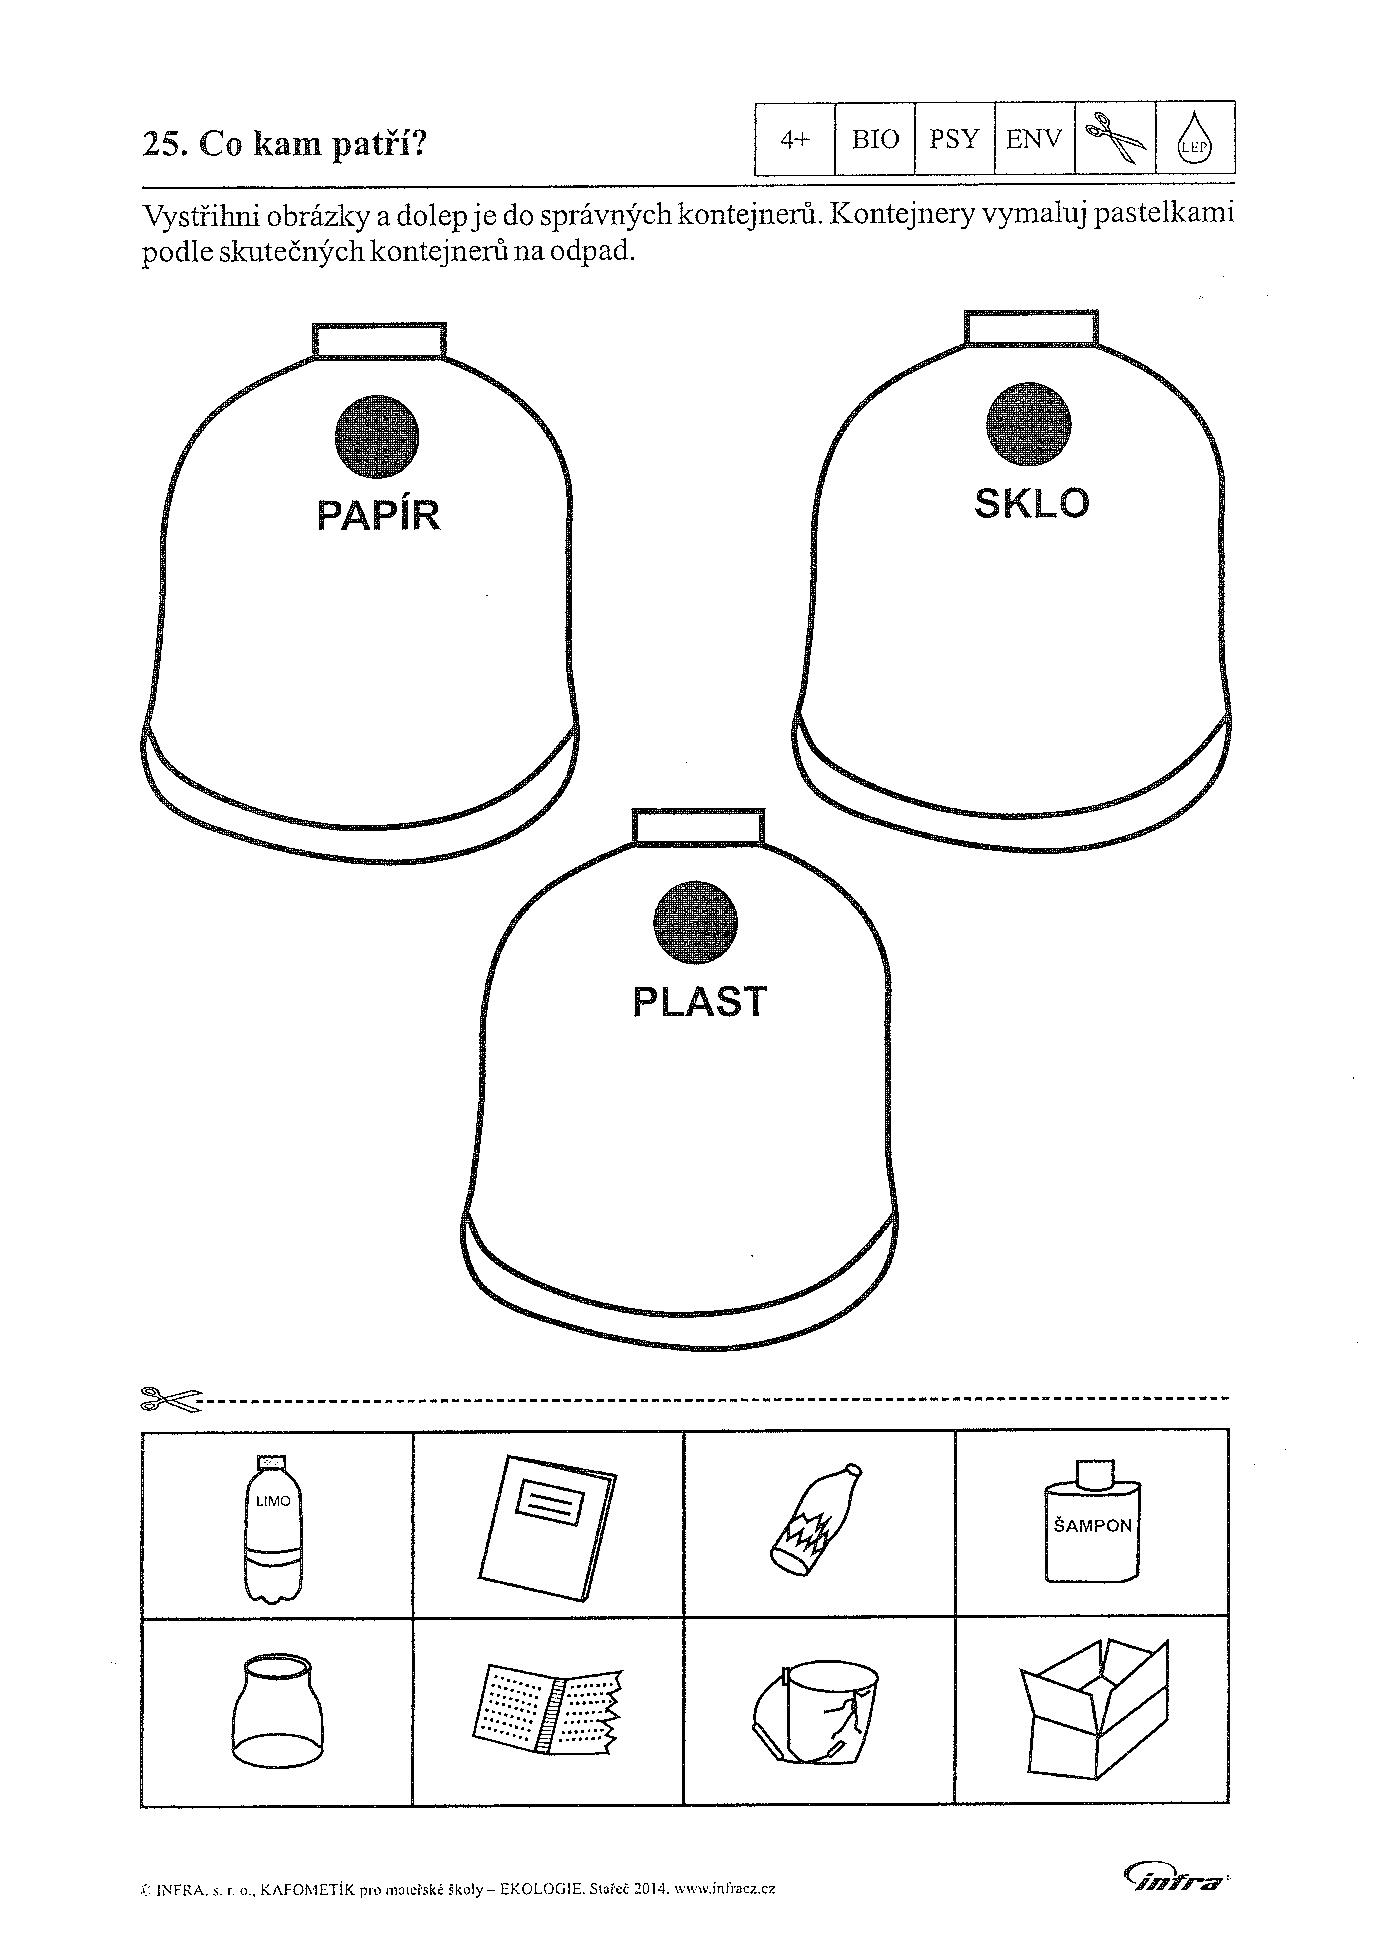 25. Co kam patří?
4+ BIO PSY ENV LEP
Vystřihni obrázky a dolep je do správných kontejnerů. Kontejnery vymaluj pastelkami
podle skutečných kontejnerů na odpad.
PAPÍR
SKLO
PLAST
LIMO
ŠAMPON
© INFRA, s. r. o., KAFOMETÍK pro mateřské školy – EKOLOGIE. Stařeč 2014. www.infracz.cz
infra